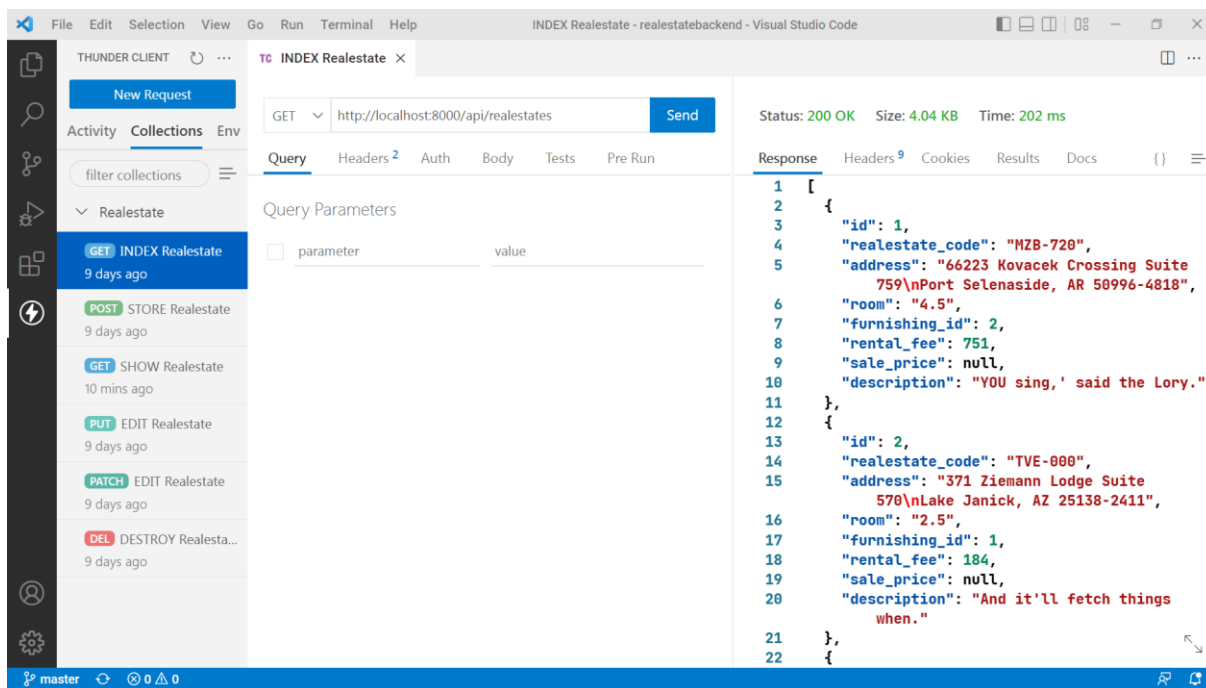 File Edit Selection View Go Run Terminal Help INDEX Realestate - realestatebackend - Visual Studio Code
THUNDER CLIENT
TC INDEX Realestate
New Request
Activity Collections Env
filter collections
Realestate
GET INDEX Realestate
9 days ago
POST STORE Realestate
9 days ago
GET SHOW Realestate
10 mins ago
PUT EDIT Realestate
9 days ago
PATCH EDIT Realestate
9 days ago
DEL DESTROY Realesta...
9 days ago
GET http://localhost:8000/api/realestates Send
Query Headers 2 Auth Body Tests Pre Run
Query Parameters
parameter value
Status: 200 OK Size: 4.04 KB Time: 202 ms
Response Headers 9 Cookies Results Docs {}
1 [
2 {
3 "id": 1,
4 "realestate_code": "MZB-720",
5 "address": "66223 Kovacek Crossing Suite
759\nPort Selenaside, AR 50996-4818",
6 "room": "4.5",
7 "furnishing_id": 2,
8 "rental_fee": 751,
9 "sale_price": null,
10 "description": "YOU sing,' said the Lory."
11 },
12 {
13 "id": 2,
14 "realestate_code": "TVE-000",
15 "address": "371 Ziemann Lodge Suite
570\nLake Janick, AZ 25138-2411",
16 "room": "2.5",
17 "furnishing_id": 1,
18 "rental_fee": 184,
19 "sale_price": null,
20 "description": "And it'll fetch things
when."
21 },
22 {
master 0 0